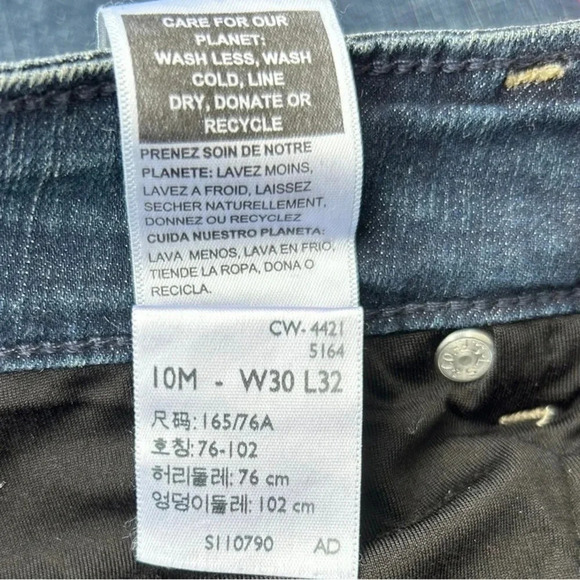 CARE FOR OUR
PLANET:
WASH LESS, WASH
COLD, LINE
DRY, DONATE OR
RECYCLE
PRENEZ SOIN DE NOTRE
PLANETE: LAVEZ MOINS,
LAVEZ A FROID, LAISSEZ
SECHER NATURELLEMENT,
DONNEZ OU RECYCLEZ
CUIDA NUESTRO PLANETA:
LAVA MENOS, LAVA EN FRIO,
TIENDE LA ROPA, DONA O
RECICLA.
CW-4421
5164
10M - W30 L32
尺码:165/76A
호칭:76-102
허리둘레:76 cm
엉덩이둘레:102 cm
S110790 AD